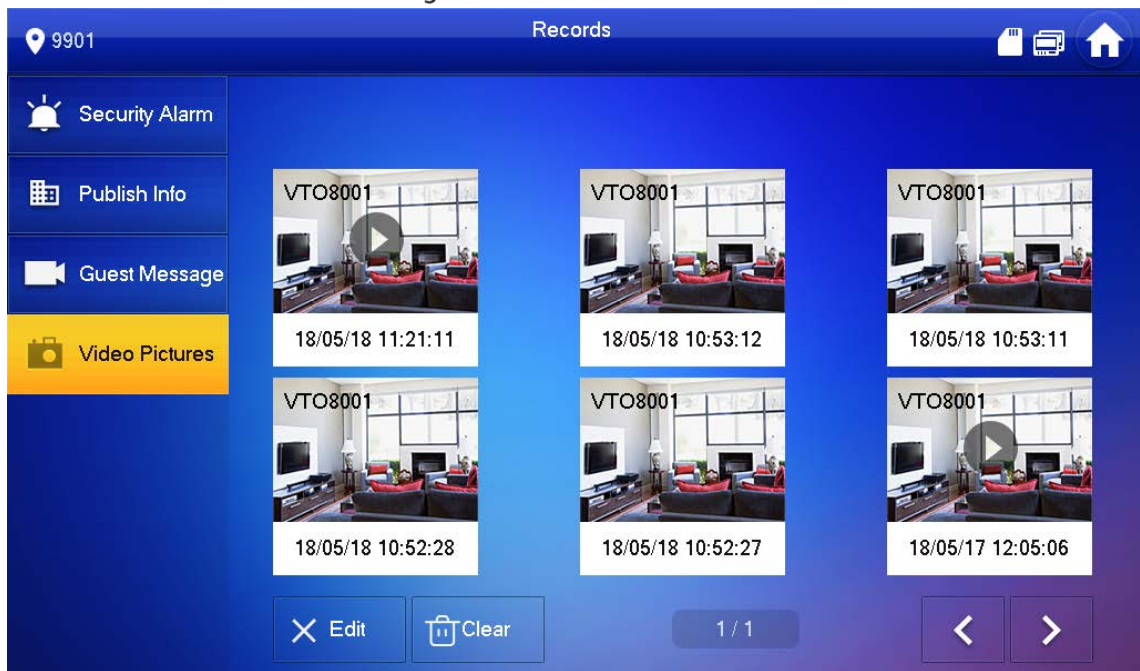 Records
9901
Security Alarm
Publish Info
Guest Message
Video Pictures
VTO8001
VTO8001
VTO8001
18/05/18 11:21:11
18/05/18 10:53:12
18/05/18 10:53:11
VTO8001
VTO8001
VTO8001
18/05/18 10:52:28
18/05/18 10:52:27
18/05/17 12:05:06
Edit
Clear
1 / 1